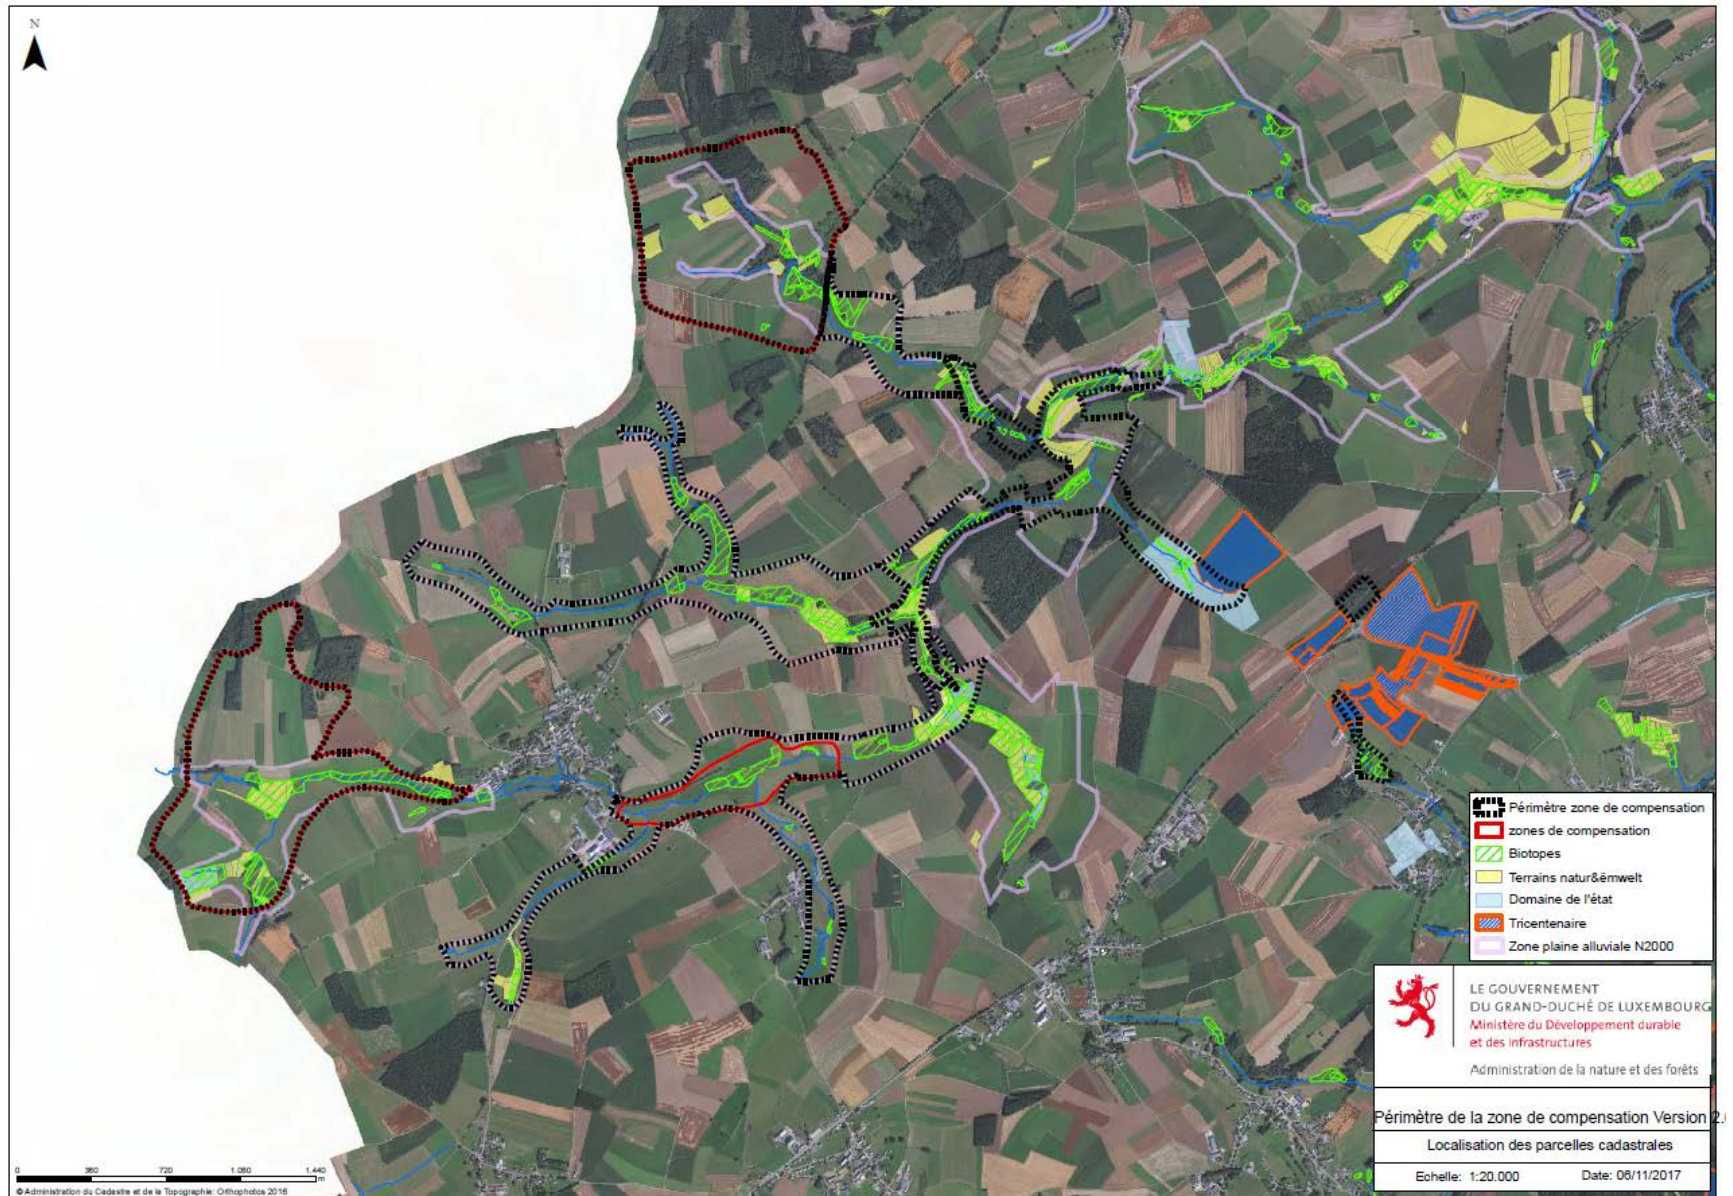 N
Périmètre zone de compensation
zones de compensation
Biotopes
Terrains natur&ëmwelt
Domaine de l'état
Tricentenaire
Zone plaine alluviale N2000
LE GOUVERNEMENT
DU GRAND-DUCHÉ DE LUXEMBOURG
Ministère du Développement durable
et des Infrastructures
Administration de la nature et des forêts
Périmètre de la zone de compensation Version 2.
Localisation des parcelles cadastrales
Echelle: 1:20.000 Date: 06/11/2017
0 360 720 1.080 1.440
m
© Administration du Cadastre et de la Topographie: Orthophotos 2016